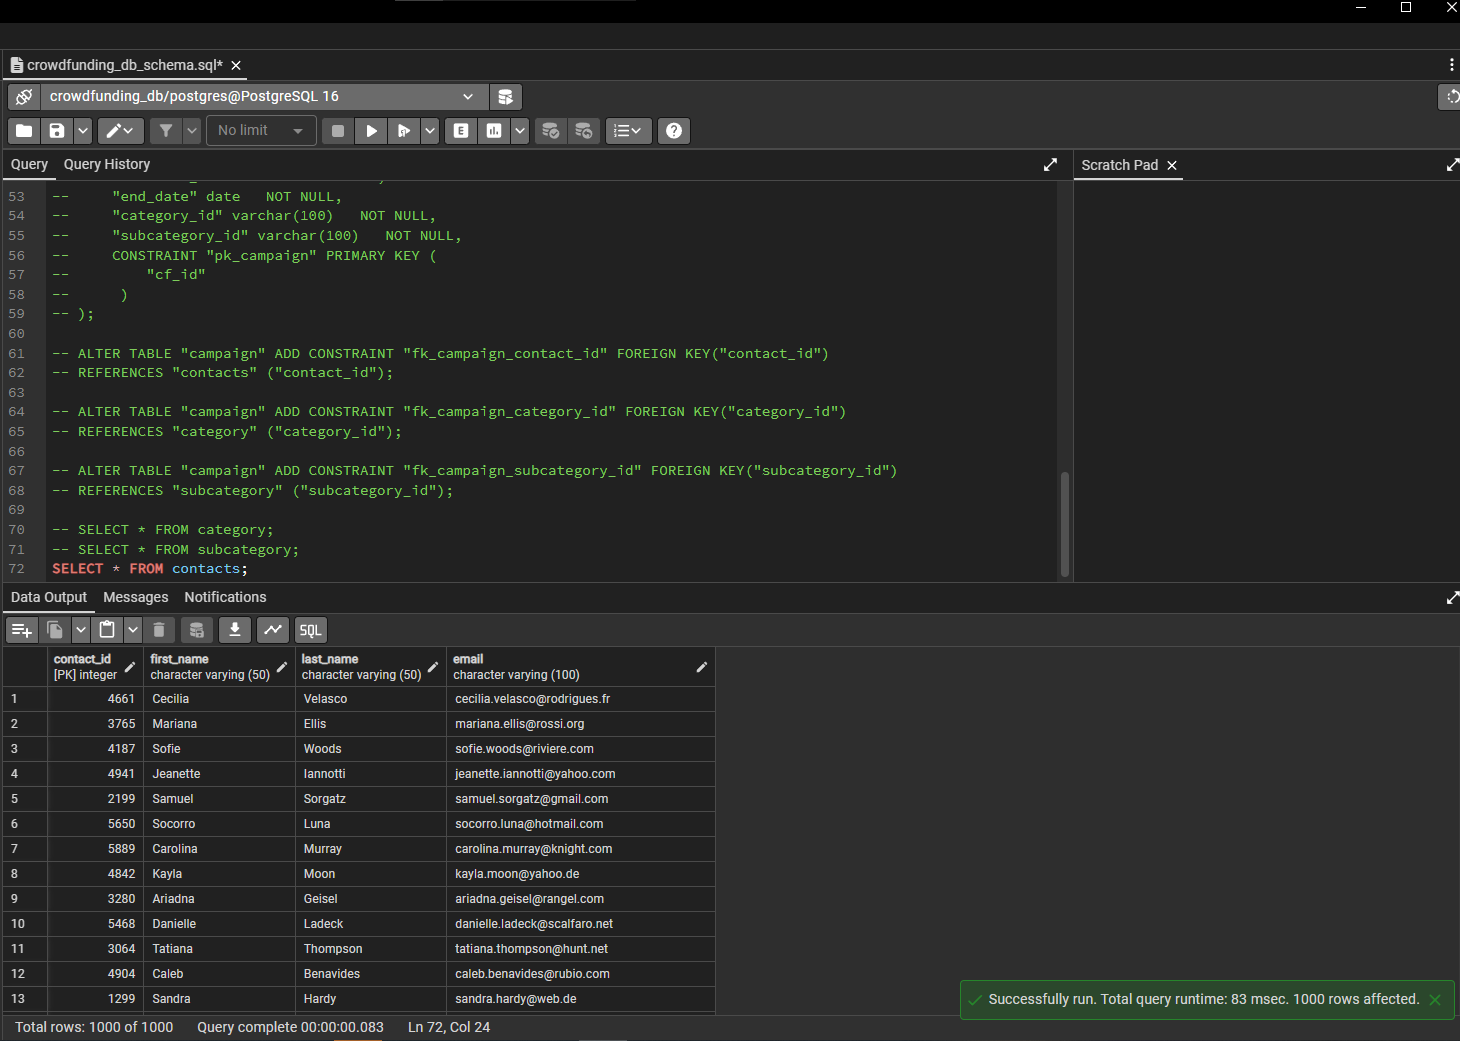 crowdfunding_db_schema.sql*
crowdfunding_db/postgres@PostgreSQL 16
No limit
E
Query Query History
Scratch Pad
53 -- "end_date" date NOT NULL,
54 -- "category_id" varchar(100) NOT NULL,
55 -- "subcategory_id" varchar(100) NOT NULL,
56 -- CONSTRAINT "pk_campaign" PRIMARY KEY (
57 -- "cf_id"
58 -- )
59 -- );
60
61 -- ALTER TABLE "campaign" ADD CONSTRAINT "fk_campaign_contact_id" FOREIGN KEY("contact_id")
62 -- REFERENCES "contacts" ("contact_id");
63
64 -- ALTER TABLE "campaign" ADD CONSTRAINT "fk_campaign_category_id" FOREIGN KEY("category_id")
65 -- REFERENCES "category" ("category_id");
66
67 -- ALTER TABLE "campaign" ADD CONSTRAINT "fk_campaign_subcategory_id" FOREIGN KEY("subcategory_id")
68 -- REFERENCES "subcategory" ("subcategory_id");
69
70 -- SELECT * FROM category;
71 -- SELECT * FROM subcategory;
72 SELECT * FROM contacts;
Data Output Messages Notifications
SQL
contact_id first_name last_name email
[PK] integer character varying (50) character varying (50) character varying (100)
1 4661 Cecilia Velasco cecilia.velasco@rodrigues.fr
2 3765 Mariana Ellis mariana.ellis@rossi.org
3 4187 Sofie Woods sofie.woods@riviere.com
4 4941 Jeanette Iannotti jeanette.iannotti@yahoo.com
5 2199 Samuel Sorgatz samuel.sorgatz@gmail.com
6 5650 Socorro Luna socorro.luna@hotmail.com
7 5889 Carolina Murray carolina.murray@knight.com
8 4842 Kayla Moon kayla.moon@yahoo.de
9 3280 Ariadna Geisel ariadna.geisel@rangel.com
10 5468 Danielle Ladeck danielle.ladeck@scalfaro.net
11 3064 Tatiana Thompson tatiana.thompson@hunt.net
12 4904 Caleb Benavides caleb.benavides@rubio.com
13 1299 Sandra Hardy sandra.hardy@web.de
Successfully run. Total query runtime: 83 msec. 1000 rows affected.
Total rows: 1000 of 1000 Query complete 00:00:00.083 Ln 72, Col 24